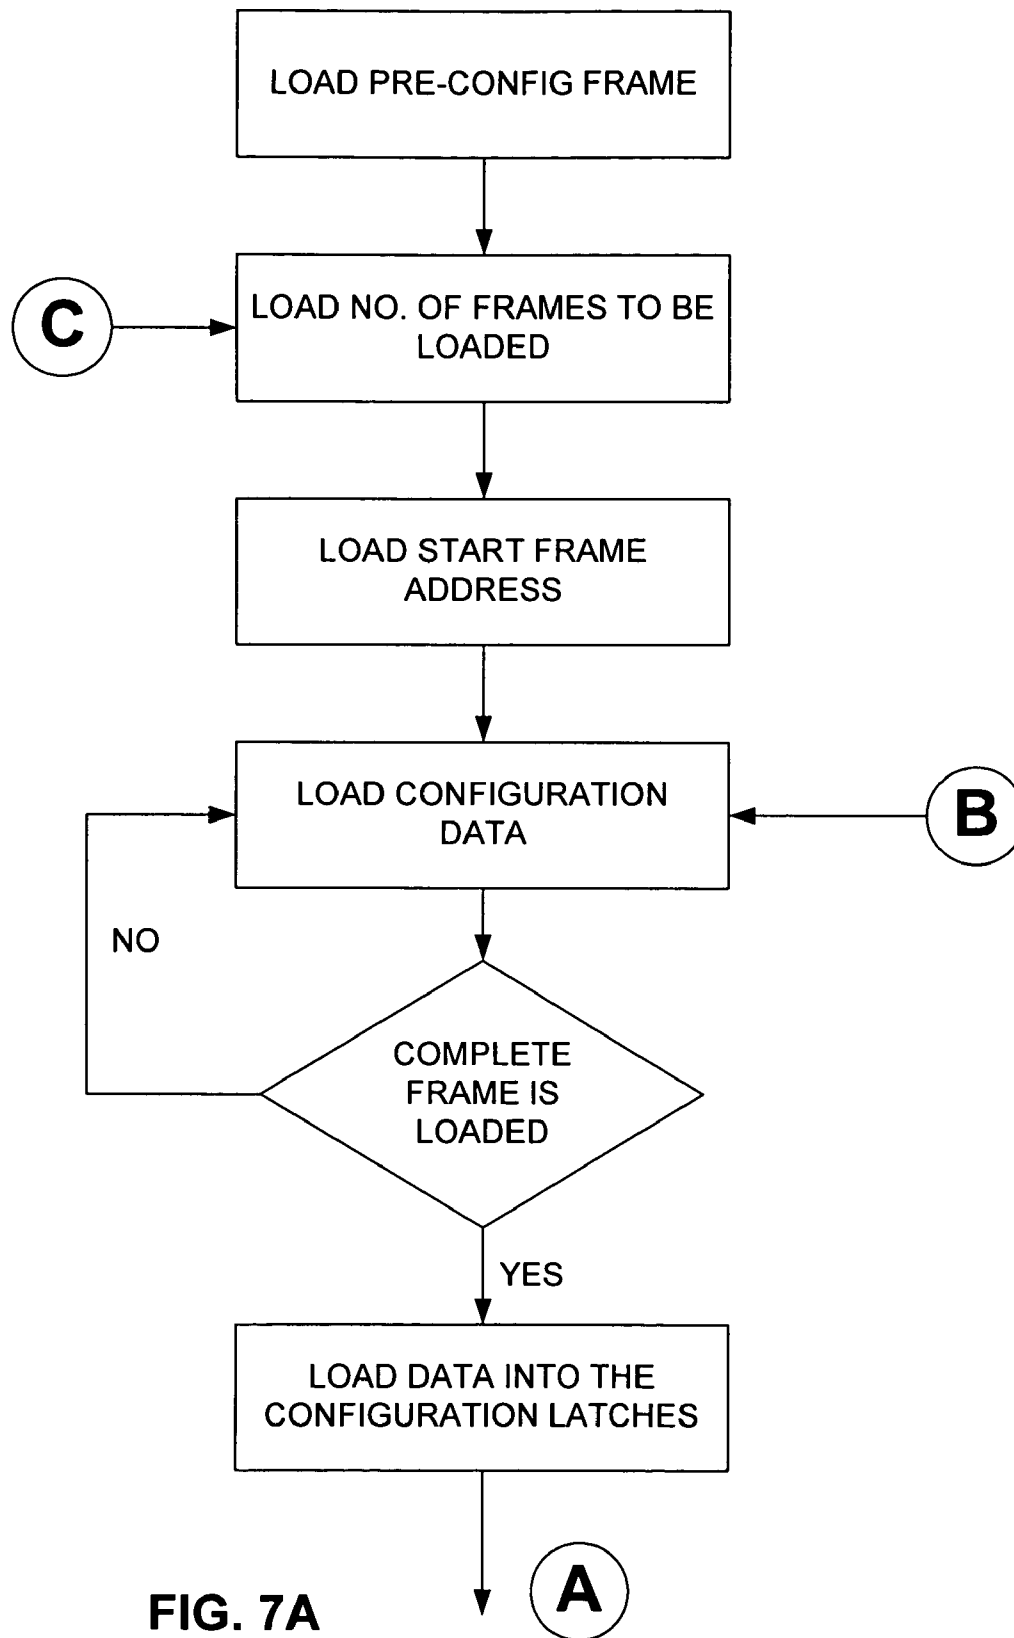 LOAD PRE-CONFIG FRAME
C
LOAD NO. OF FRAMES TO BE
LOADED
LOAD START FRAME
ADDRESS
LOAD CONFIGURATION
DATA
B
NO
COMPLETE
FRAME IS
LOADED
YES
LOAD DATA INTO THE
CONFIGURATION LATCHES
A
FIG. 7A